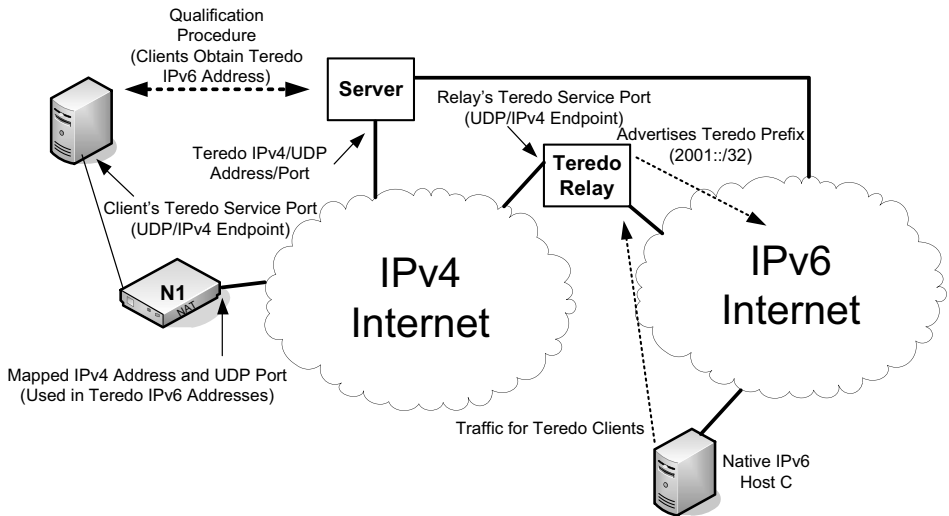 Qualification
Procedure
(Clients Obtain Teredo
IPv6 Address)
Server
Relay's Teredo Service Port
(UDP/IPv4 Endpoint)
Advertises Teredo Prefix
(2001::/32)
Teredo IPv4/UDP
Address/Port
Teredo
Relay
Client's Teredo Service Port
(UDP/IPv4 Endpoint)
IPv4
Internet
IPv6
Internet
N1
NAT
Mapped IPv4 Address and UDP Port
(Used in Teredo IPv6 Addresses)
Traffic for Teredo Clients
Native IPv6
Host C